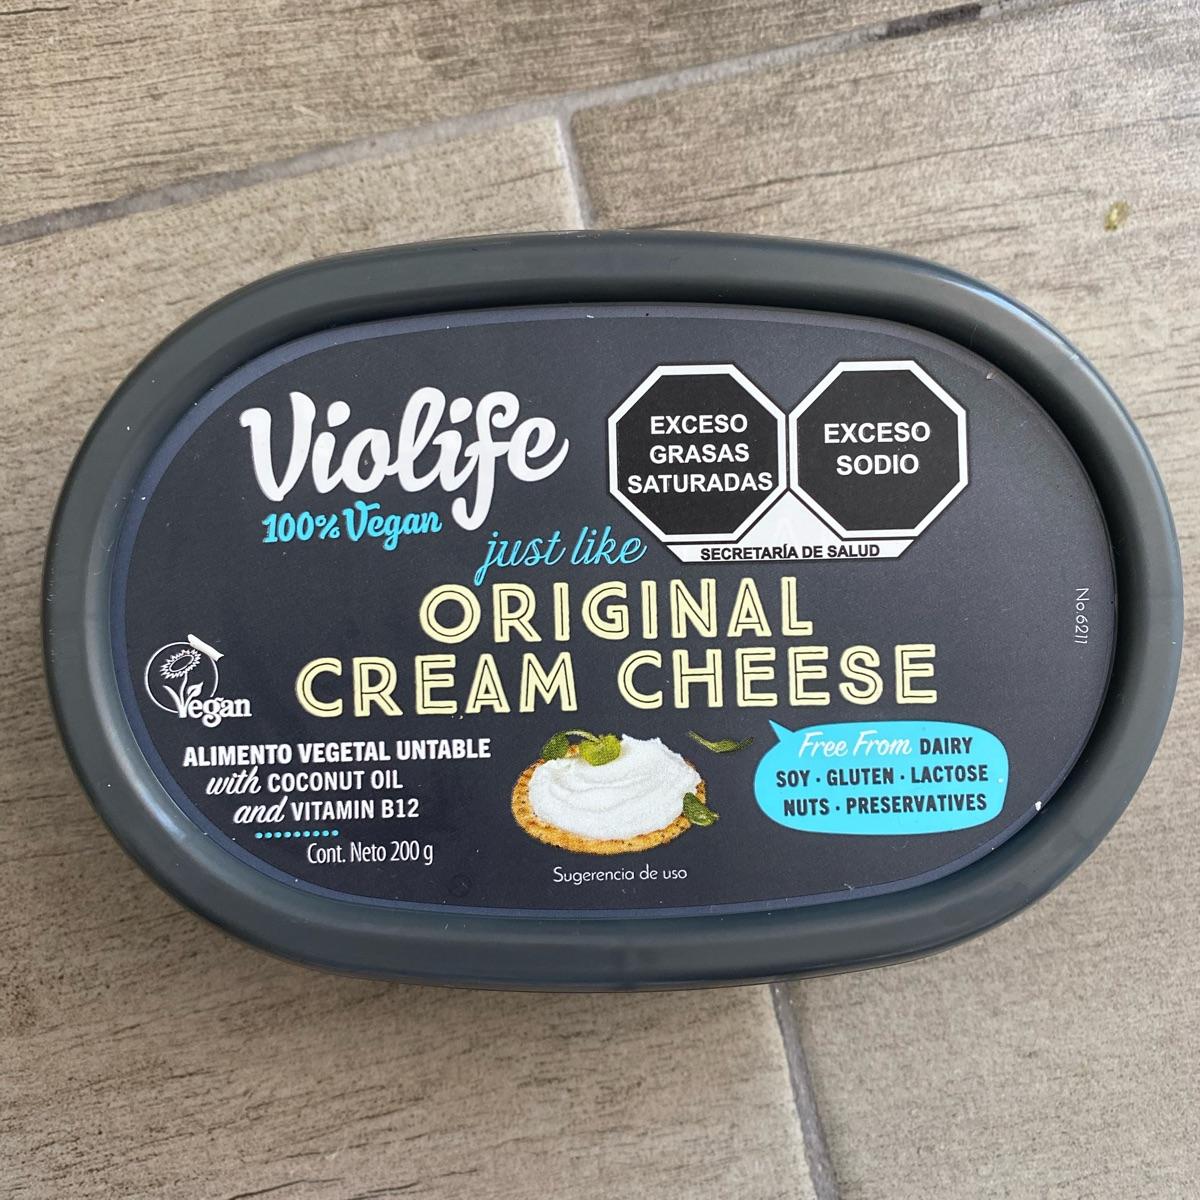 Violife
100% Vegan
EXCESO
GRASAS
SATURADAS
EXCESO
SODIO
SECRETARÍA DE SALUD
just like
ORIGINAL
CREAM CHEESE
No.6211
Vegan
ALIMENTO VEGETAL UNTABLE
with COCONUT OIL
and VITAMIN B12
Cont. Neto 200 g
Sugerencia de uso
Free From DAIRY
SOY · GLUTEN · LACTOSE
NUTS · PRESERVATIVES